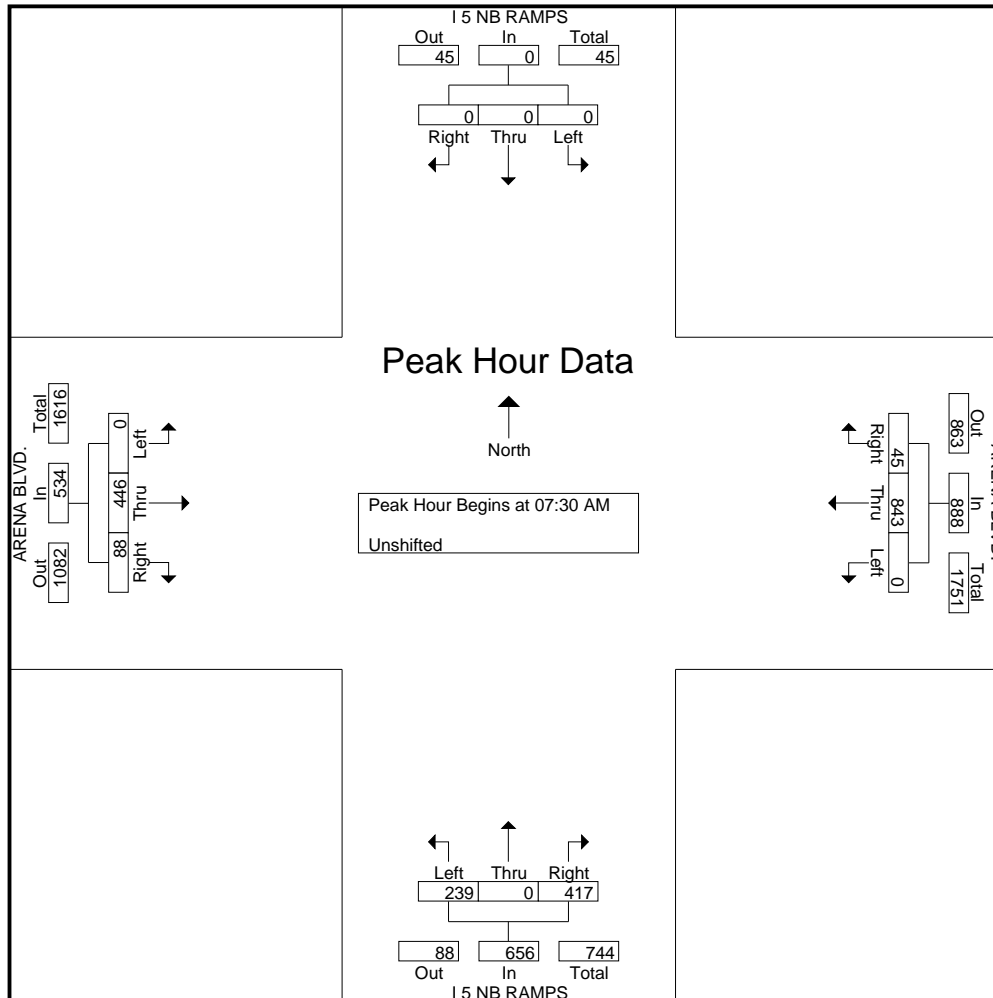 I 5 NB RAMPS
Out In Total
45 0 45
0 0 0
Right Thru Left
Peak Hour Data
North
Peak Hour Begins at 07:30 AM
Unshifted
ARENA BLVD.
Total In Out
1616 534 1082
0 446 88
Left Thru Right
Out In Total
863 888 1751
45 843 0
Right Thru Left
Left Thru Right
239 0 417
88 656 744
Out In Total
I 5 NB RAMPS